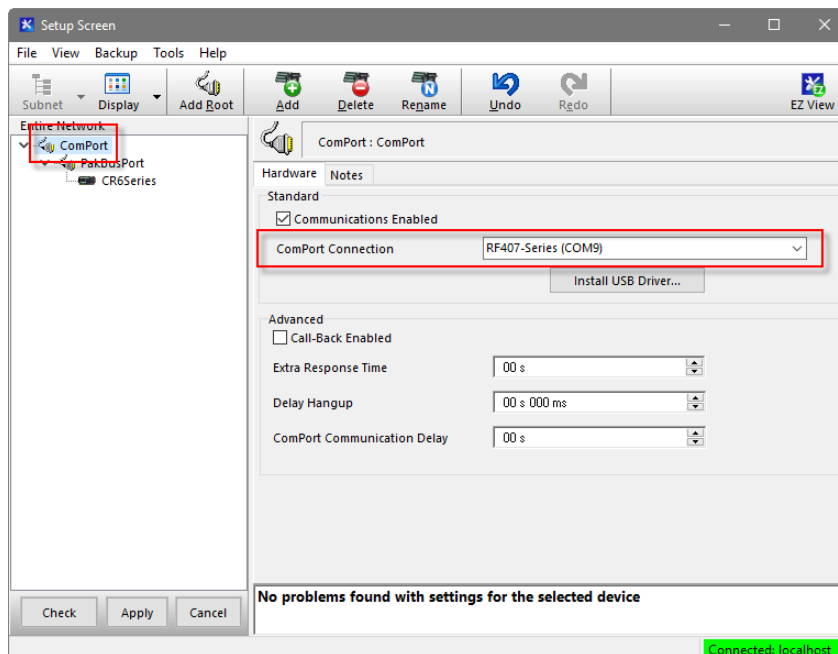 Setup Screen
File View Backup Tools Help
Subnet Display Add Root Add Delete Rename Undo Redo EZ View
Entire Network
ComPort
PakBusPort
CR6Series
ComPort : ComPort
Hardware Notes
Standard
Communications Enabled
ComPort Connection RF407-Series (COM9)
Install USB Driver...
Advanced
Call-Back Enabled
Extra Response Time 00 s
Delay Hangup 00 s 000 ms
ComPort Communication Delay 00 s
No problems found with settings for the selected device
Check Apply Cancel
Connected: localhost